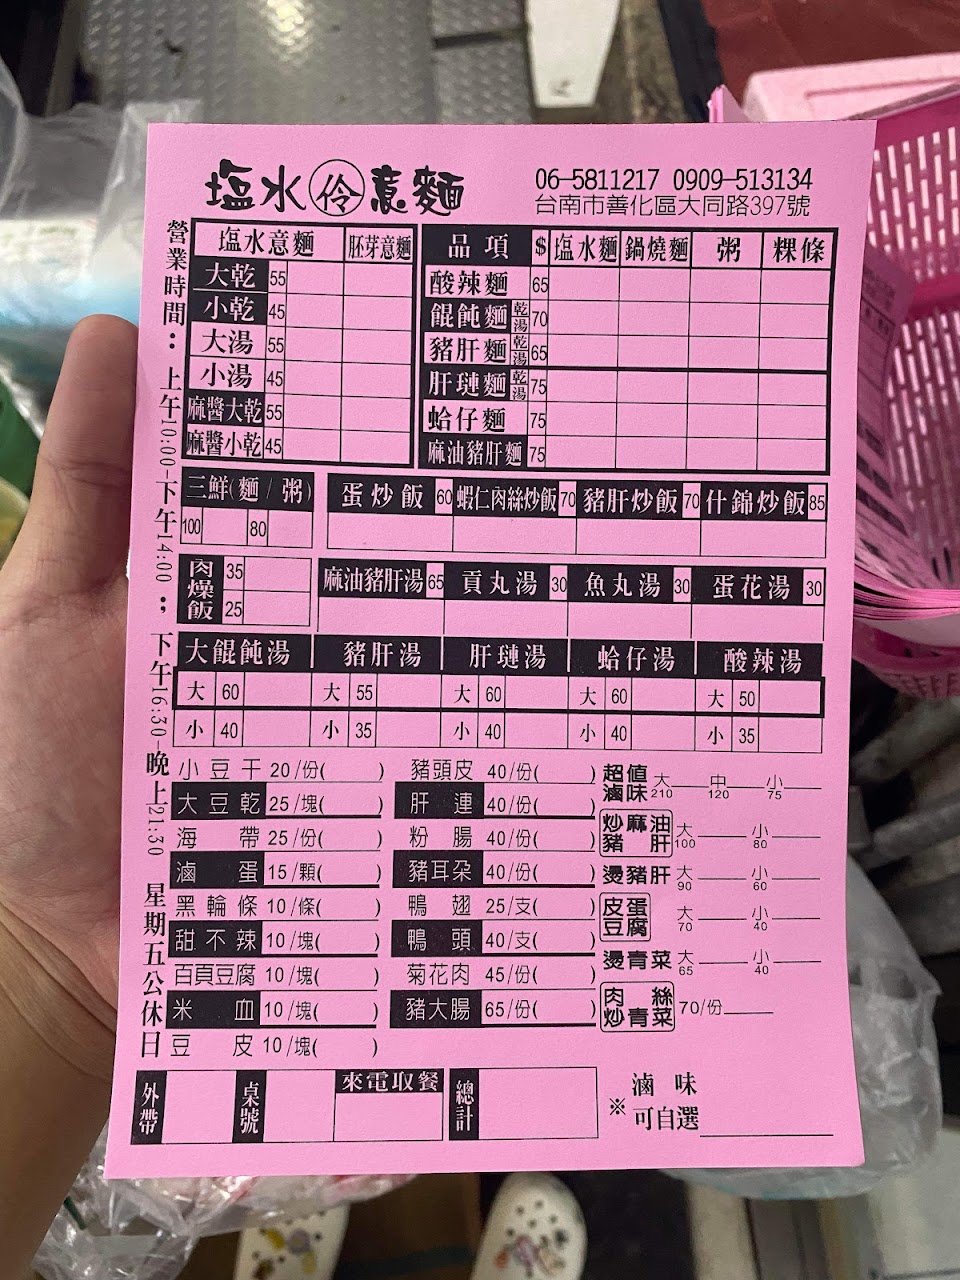 塩水伶意麵
06-5811217 0909-513134
台南市善化區大同路397號
營業時間：上午10:00-下午14:00；下午16:30-晚上21:30 星期五公休日
塩水意麵 胚芽意麵
大乾 55
小乾 45
大湯 55
小湯 45
麻醬大乾 55
麻醬小乾 45
品項 $ 塩水麵 鍋燒麵 粥 粿條
酸辣麵 65
餛飩麵 乾湯 70
豬肝麵 乾湯 65
肝璉麵 乾湯 75
蛤仔麵 75
麻油豬肝麵 75
三鮮(麵/粥)
100 80
蛋炒飯 60 蝦仁肉絲炒飯 70 豬肝炒飯 70 什錦炒飯 85
肉燥飯 35
25
麻油豬肝湯 65 貢丸湯 30 魚丸湯 30 蛋花湯 30
大餛飩湯 豬肝湯 肝璉湯 蛤仔湯 酸辣湯
大 60 大 55 大 60 大 60 大 50
小 40 小 35 小 40 小 40 小 35
小豆干 20/份( )
大豆乾 25/塊( )
海帶 25/份( )
滷蛋 15/顆( )
黑輪條 10/條( )
甜不辣 10/塊( )
百頁豆腐 10/塊( )
米血 10/塊( )
豆皮 10/塊( )
豬頭皮 40/份( )
肝連 40/份( )
粉腸 40/份( )
豬耳朵 40/份( )
鴨翅 25/支( )
鴨頭 40/支( )
菊花肉 45/份( )
豬大腸 65/份( )
超值滷味 大210 中120 小75
炒麻油豬肝 大100 小80
燙豬肝 大90 小60
皮蛋豆腐 大70 小40
燙青菜 大65 小40
肉絲炒青菜 70/份
外帶 桌號 來電取餐 總計
※滷味可自選